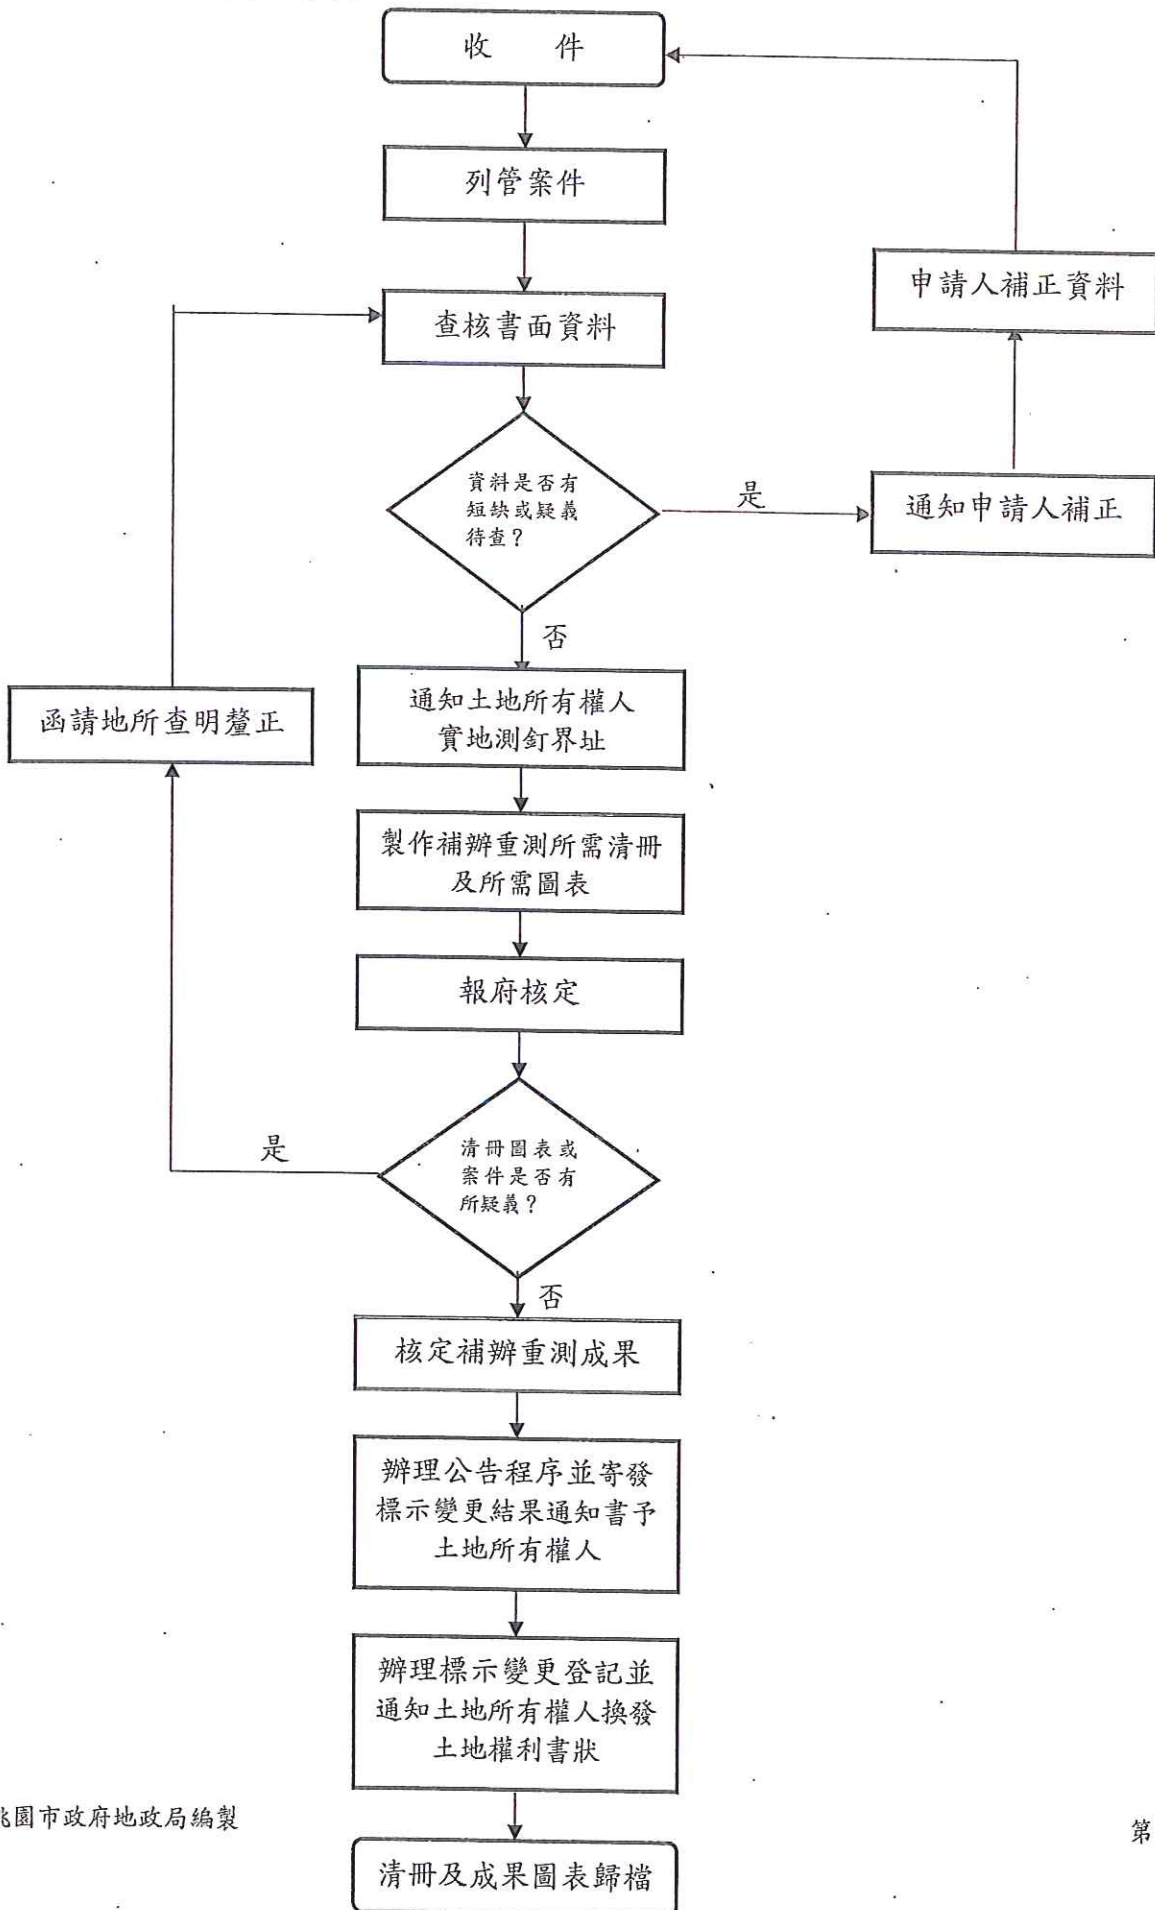 收　　件
列管案件
查核書面資料
申請人補正資料
資料是否有
短缺或疑義
待查？
是
通知申請人補正
否
函請地所查明釐正
通知土地所有權人
實地測釘界址
製作補辦重測所需清冊
及所需圖表
報府核定
是
清冊圖表或
案件是否有
所疑義？
否
核定補辦重測成果
辦理公告程序並寄發
標示變更結果通知書予
土地所有權人
辦理標示變更登記並
通知土地所有權人換發
土地權利書狀
桃園市政府地政局編製
第
清冊及成果圖表歸檔